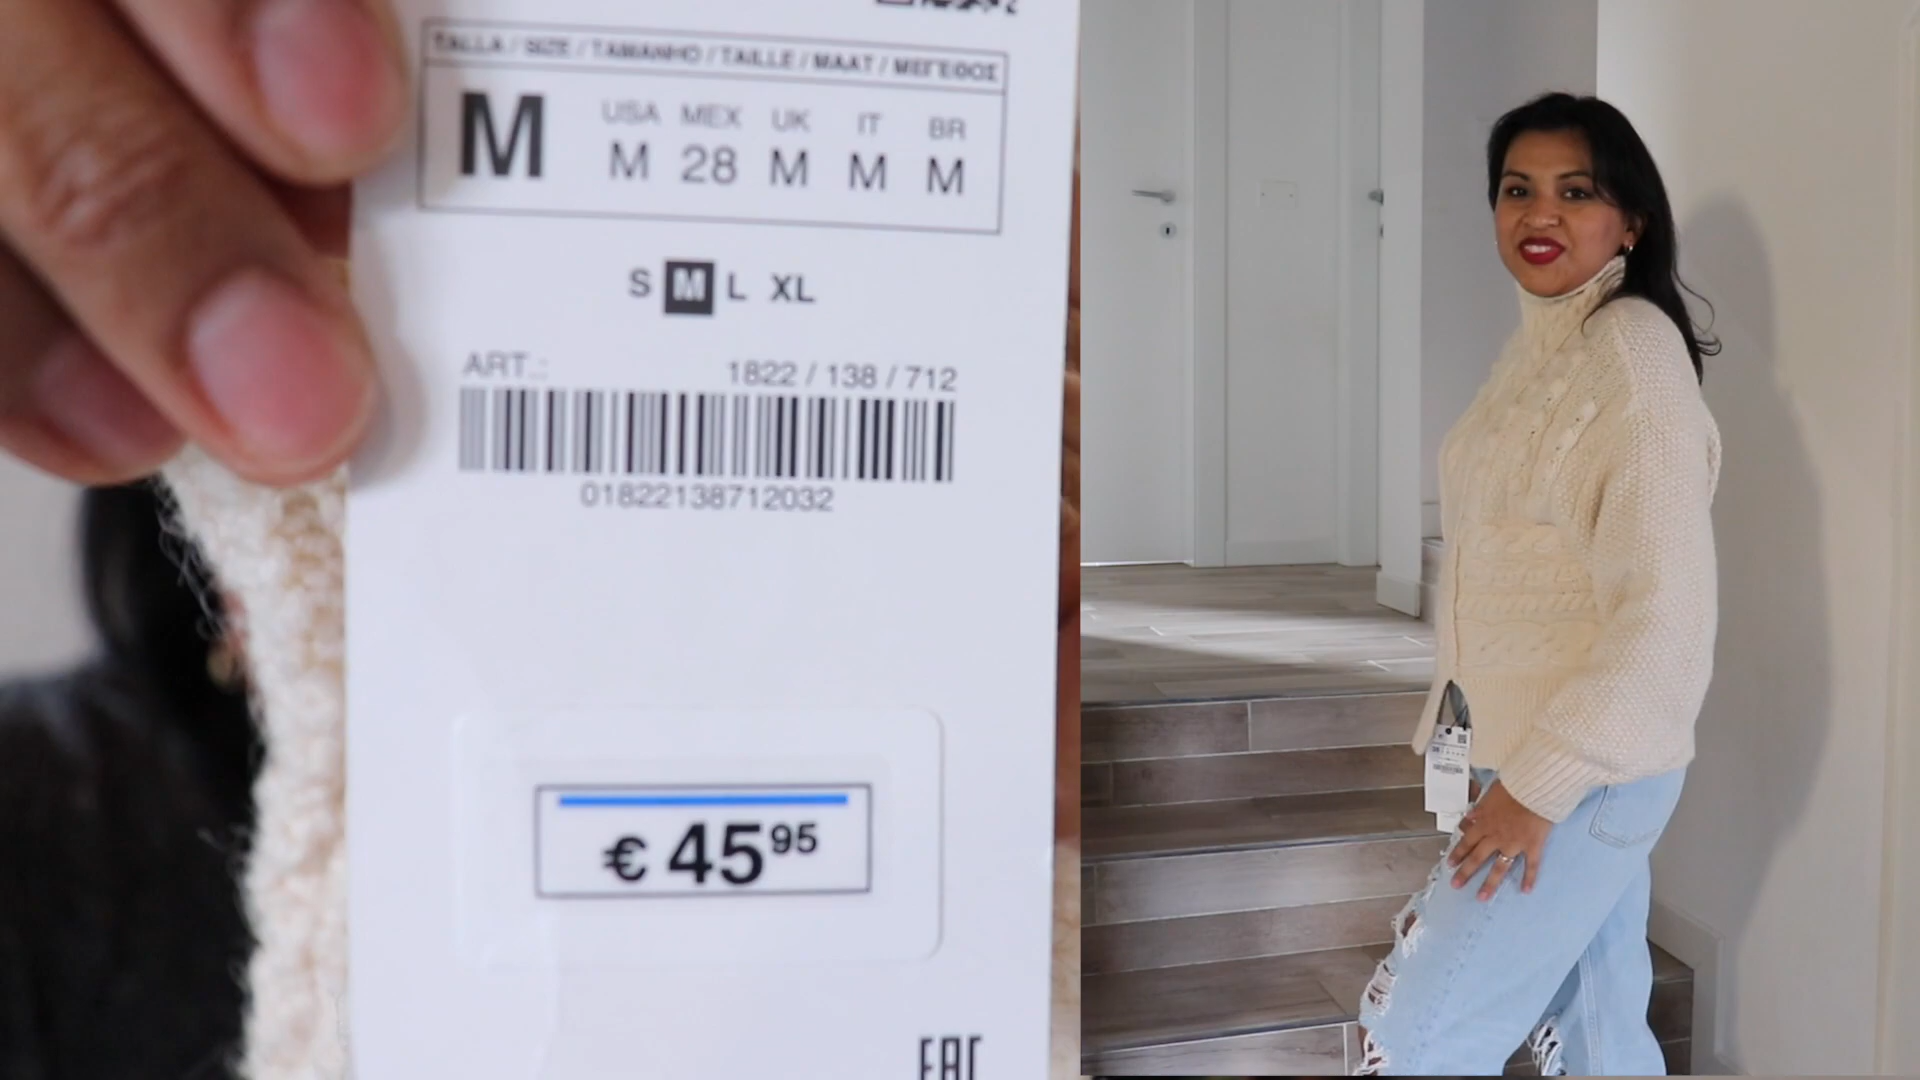 TALLA / SIZE / TAMANHO / TAILLE / MAAT / ΜΕΓΕΘΟΣ
M
USA MEX UK IT BR
M 28 M M M
S M L XL
ART.: 1822 / 138 / 712
01822138712032
€ 45 95
EAC